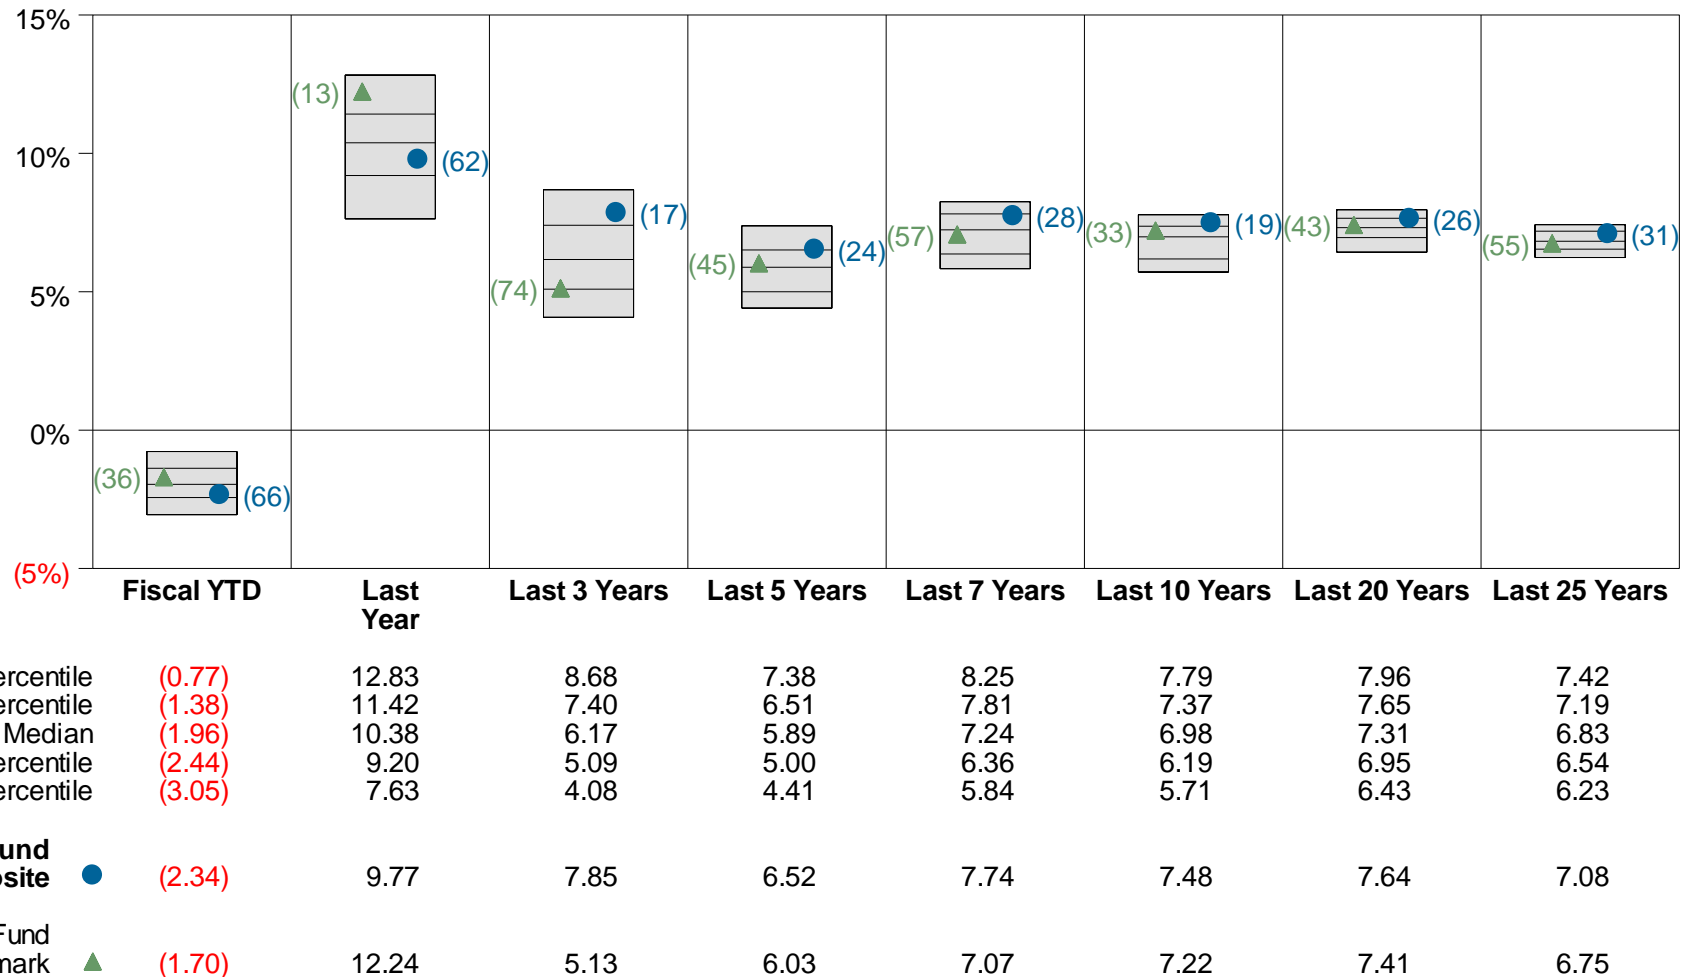 15%
10%
5%
0%
(5%)
(13)
(62)
(17)
(74)
(24)
(45)
(28)
(57)
(19)
(33)
(26)
(43)
(31)
(55)
(36)
(66)
Fiscal YTD Last Year Last 3 Years Last 5 Years Last 7 Years Last 10 Years Last 20 Years Last 25 Years
(0.77) 12.83 8.68 7.38 8.25 7.79 7.96 7.42
(1.38) 11.42 7.40 6.51 7.81 7.37 7.65 7.19
Median (1.96) 10.38 6.17 5.89 7.24 6.98 7.31 6.83
(2.44) 9.20 5.09 5.00 6.36 6.19 6.95 6.54
(3.05) 7.63 4.08 4.41 5.84 5.71 6.43 6.23
(2.34) 9.77 7.85 6.52 7.74 7.48 7.64 7.08
Fund
(1.70) 12.24 5.13 6.03 7.07 7.22 7.41 6.75